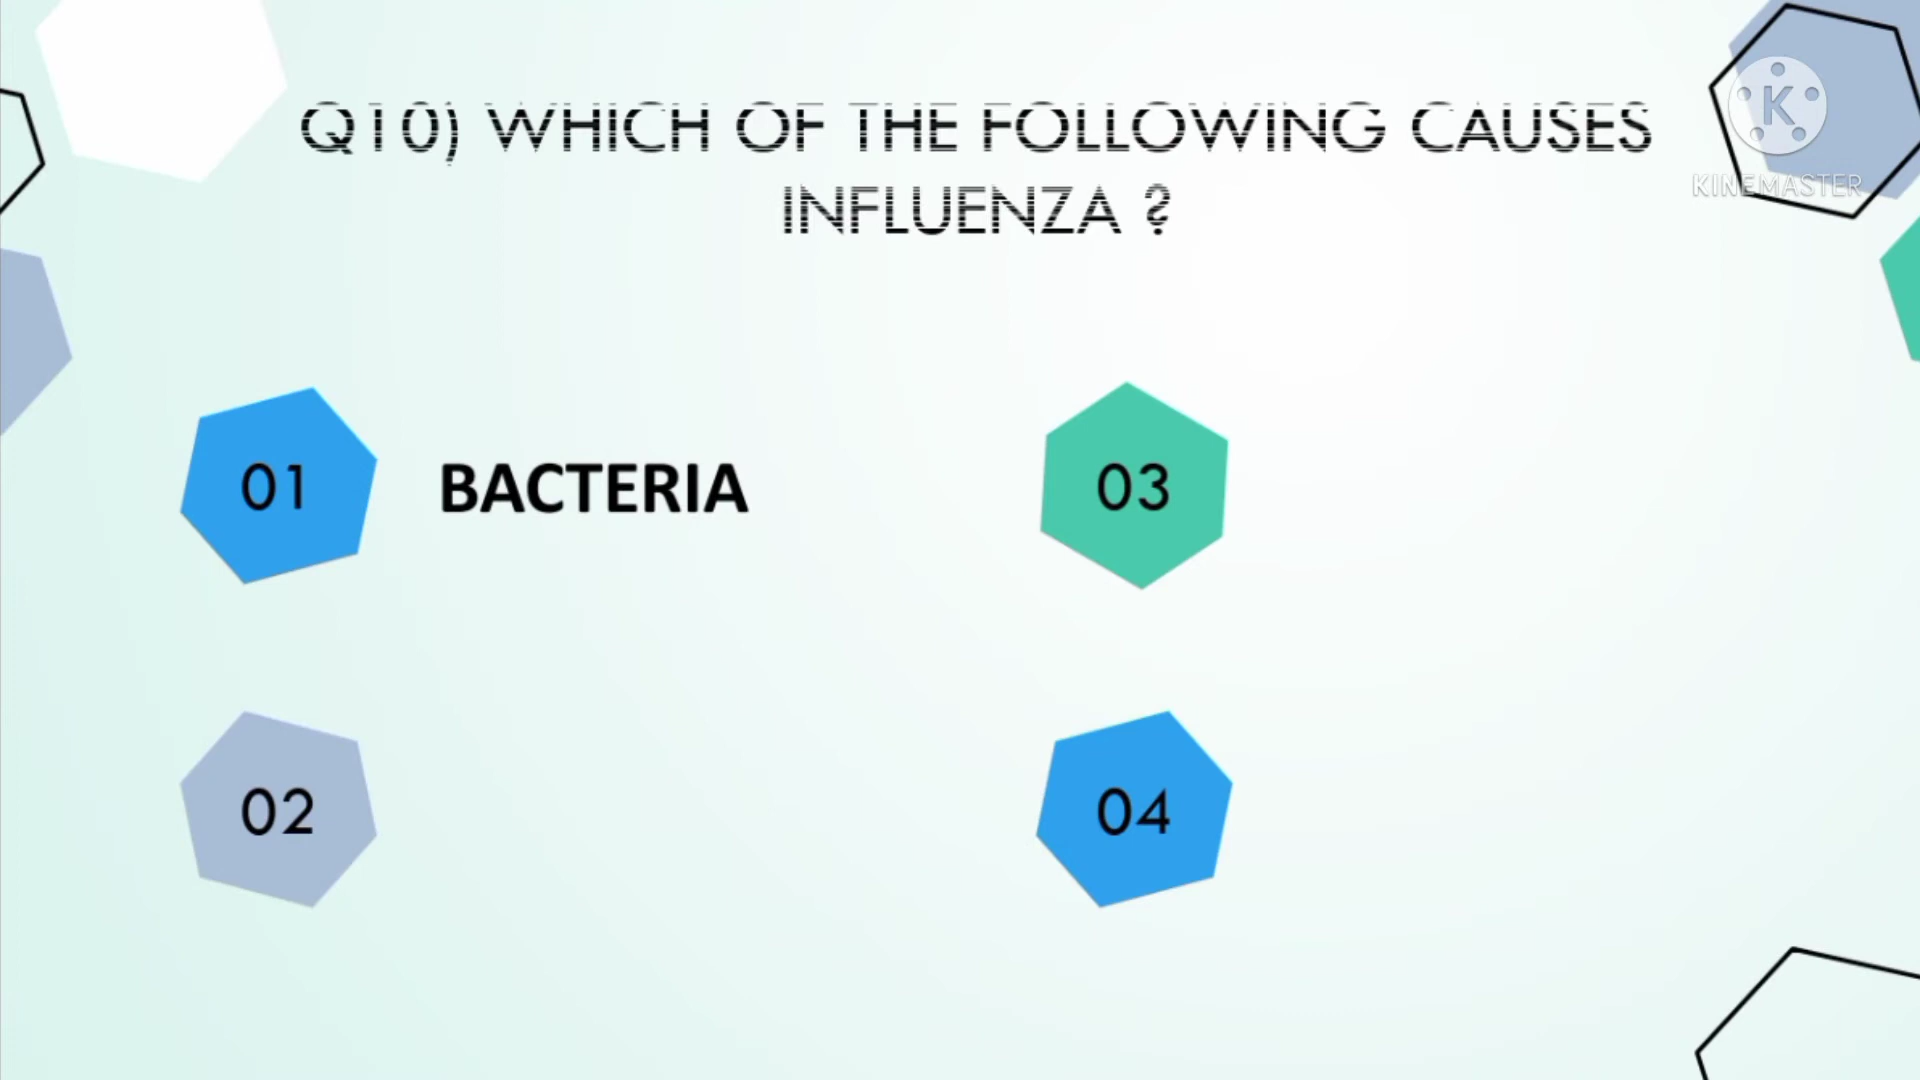 Q10) WHICH OF THE FOLLOWING CAUSES
INFLUENZA ?
K
KINEMASTER
01
BACTERIA
03
02
04